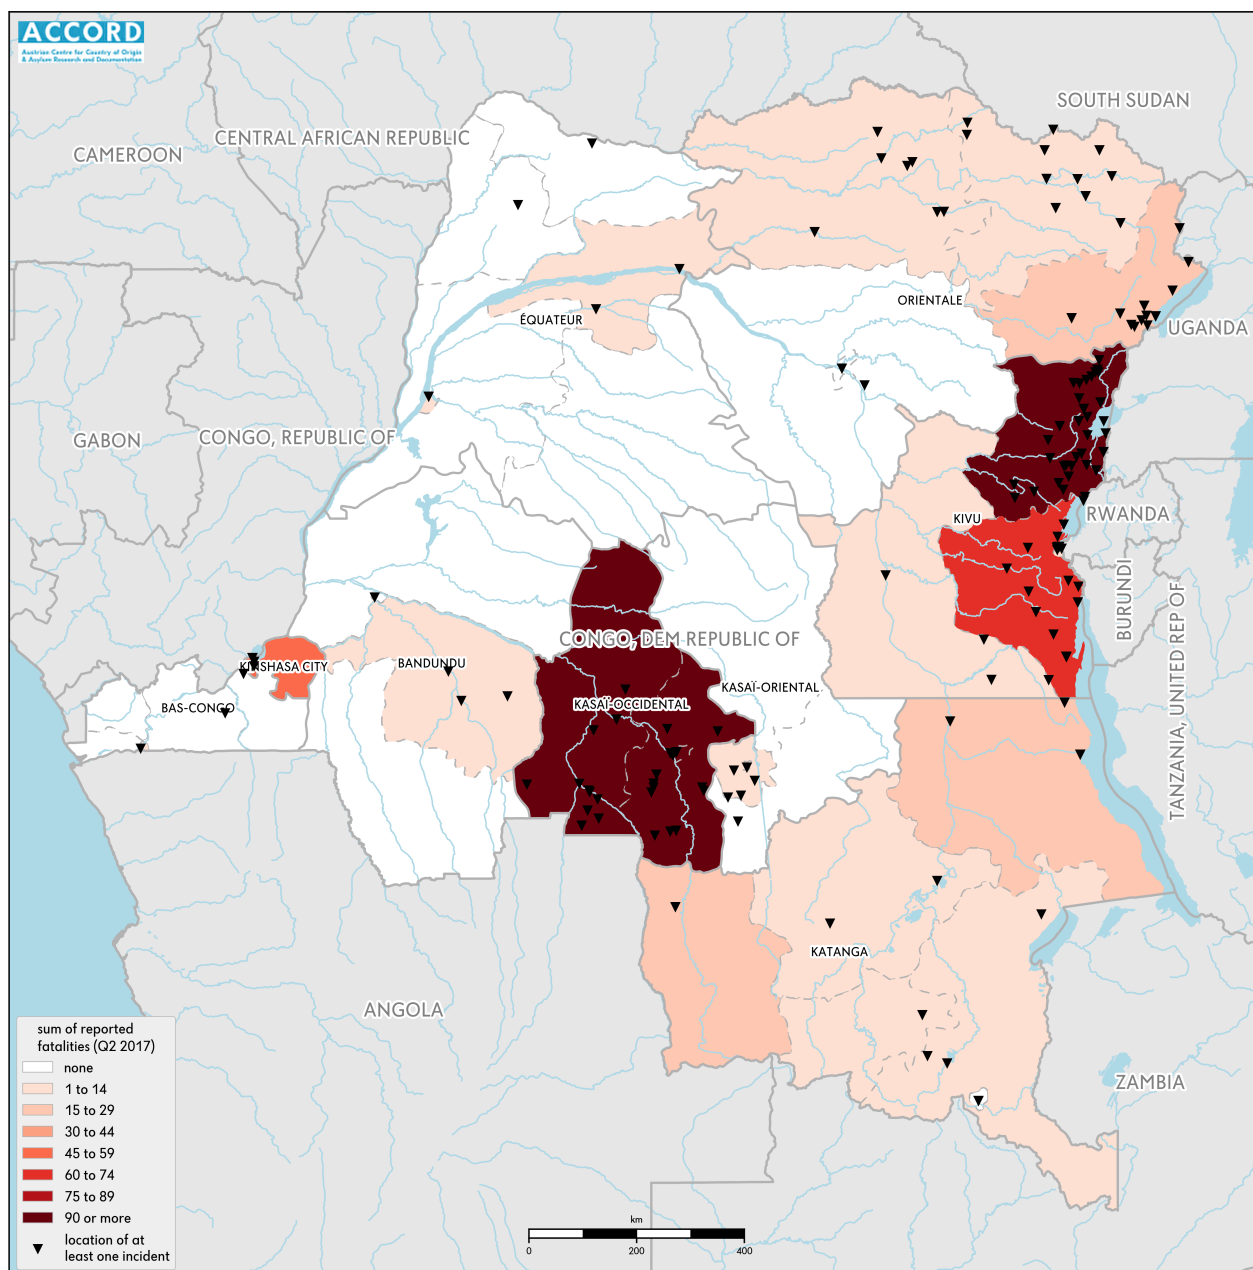 ACCORD
Austrian Centre for Country of Origin
& Asylum Research and Documentation
SOUTH SUDAN
CENTRAL AFRICAN REPUBLIC
CAMEROON
ORIENTALE
ÉQUATEUR
UGANDA
GABON
CONGO, REPUBLIC OF
KIVU
RWANDA
BURUNDI
TANZANIA, UNITED REP OF
CONGO, DEM REPUBLIC OF
KINSHASA CITY
BANDUNDU
KASAÏ-ORIENTAL
BAS-CONGO
KASAÏ-OCCIDENTAL
KATANGA
ANGOLA
ZAMBIA
sum of reported
fatalities (Q2 2017)
none
1 to 14
15 to 29
30 to 44
45 to 59
60 to 74
75 to 89
90 or more
location of at
least one incident
km
0 200 400